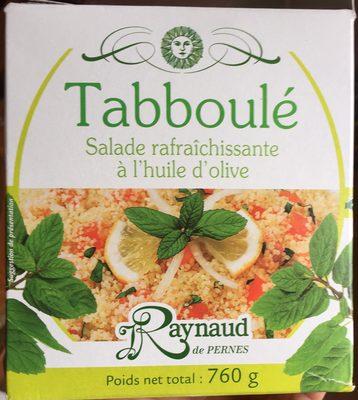 Tabboulé
Salade rafraîchissante
à l'huile d'olive
Suggestion de présentation
Raynaud
de PERNES
Poids net total : 760 g